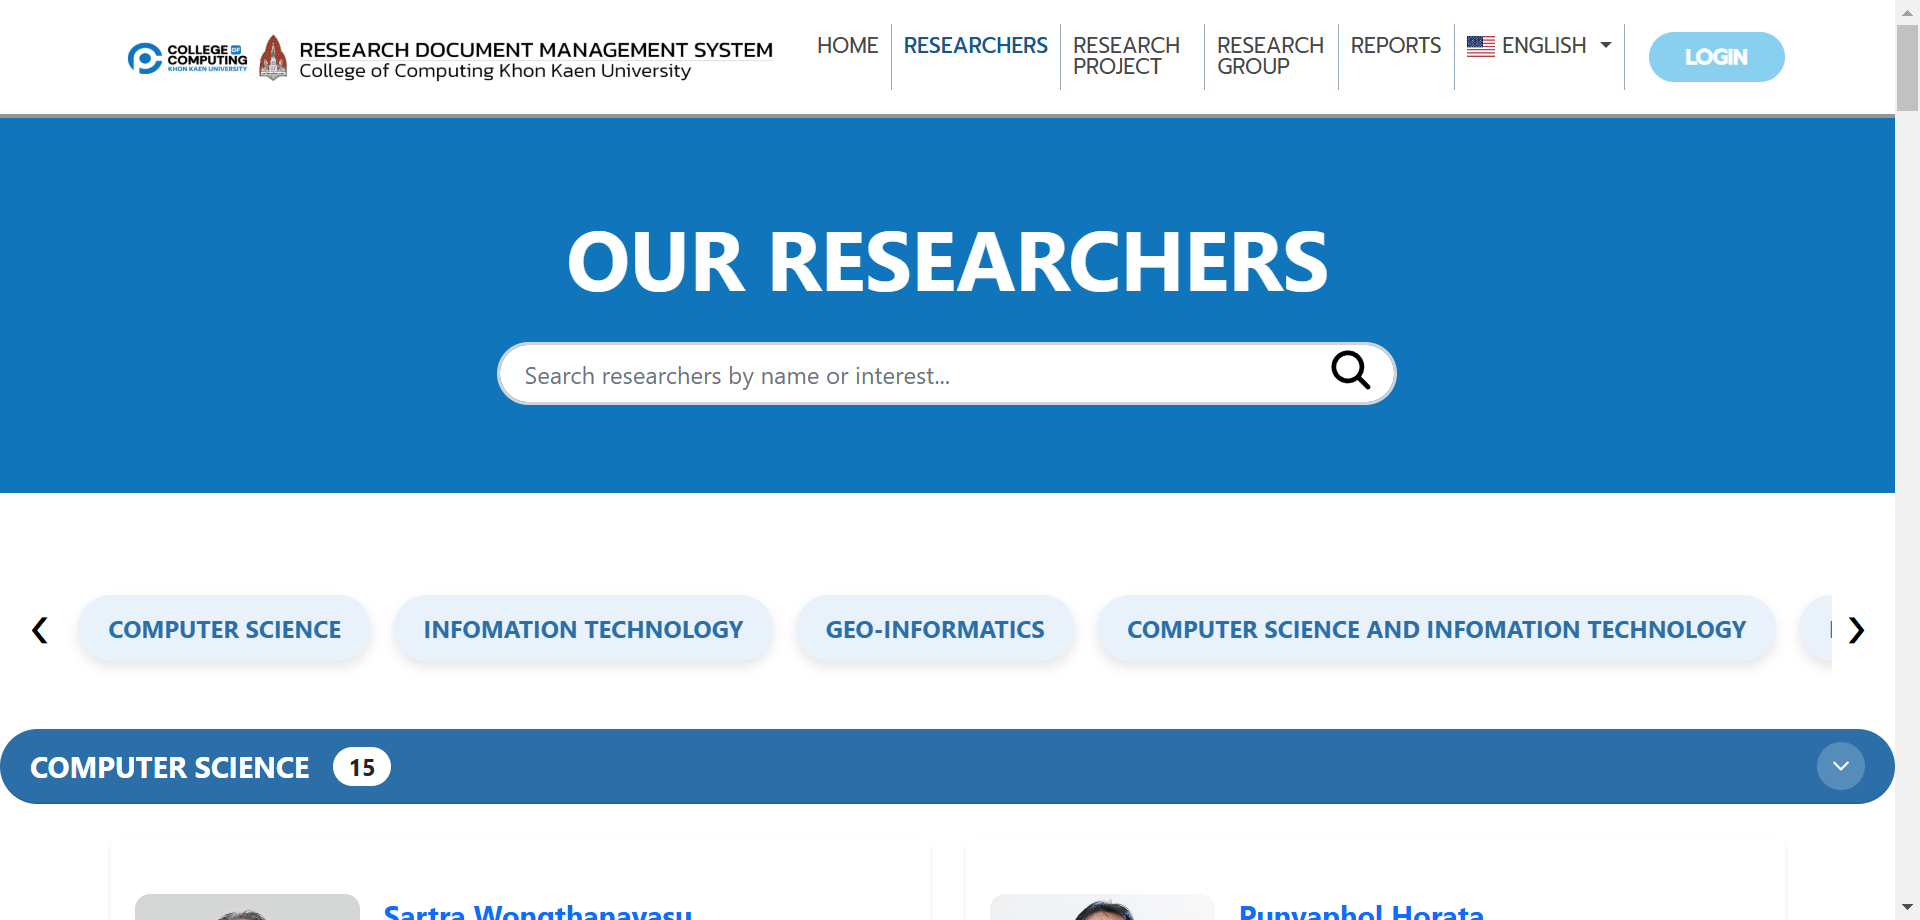 COLLEGE OF
COMPUTING
KHON KAEN UNIVERSITY
RESEARCH DOCUMENT MANAGEMENT SYSTEM
College of Computing Khon Kaen University
HOME
RESEARCHERS
RESEARCH
PROJECT
RESEARCH
GROUP
REPORTS
ENGLISH
LOGIN
OUR RESEARCHERS
Search researchers by name or interest...
COMPUTER SCIENCE
INFOMATION TECHNOLOGY
GEO-INFORMATICS
COMPUTER SCIENCE AND INFOMATION TECHNOLOGY
COMPUTER SCIENCE 15
Sartra Wongthanavasu
Punyaphol Horata